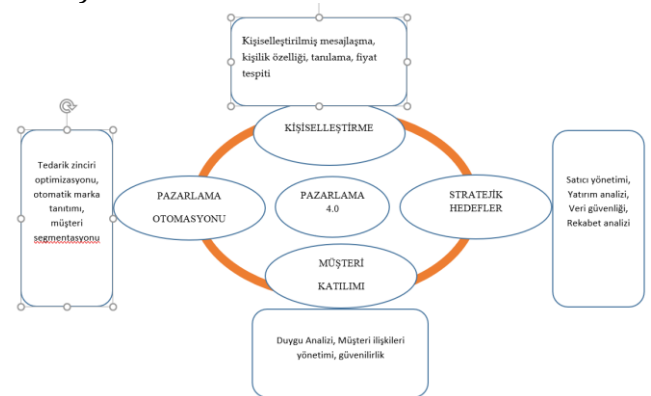 Kişiselleştirilmiş mesajlaşma,
kişilik özelliği, tanılama, fiyat
tespiti
KİŞİSELLEŞTİRME
Tedarik zinciri
optimizasyonu,
otomatik marka
tanıtımı,
müşteri
segmentasyonu
PAZARLAMA
OTOMASYONU
PAZARLAMA
4.0
STRATEJİK
HEDEFLER
Satıcı yönetimi,
Yatırım analizi,
Veri güvenliği,
Rekabet analizi
MÜŞTERİ
KATILIMI
Duygu Analizi, Müşteri ilişkileri
yönetimi, güvenilirlik